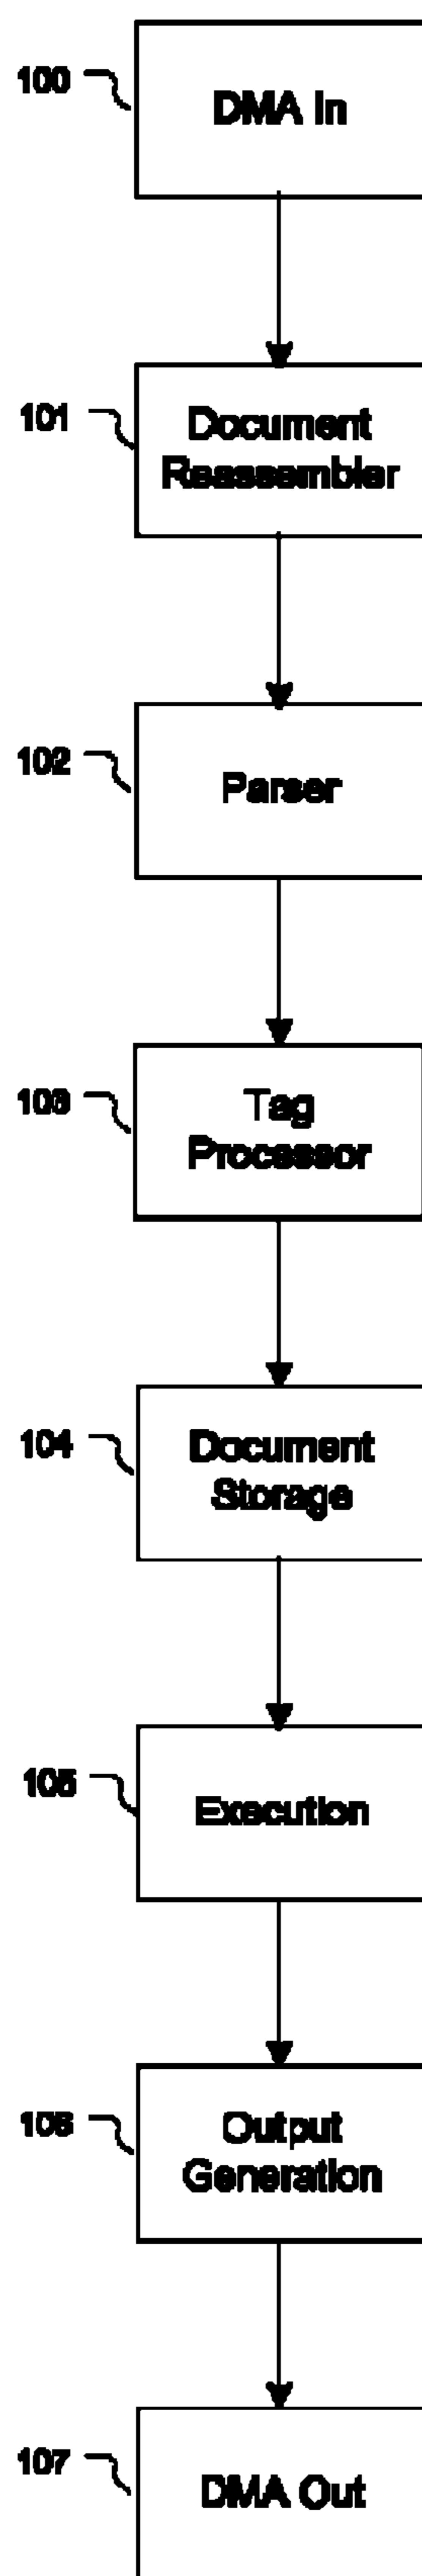 100
DMA In
101
Document
Reassembler
102
Parser
103
Tag
Processor
104
Document
Storage
105
Execution
106
Output
Generation
107
DMA Out